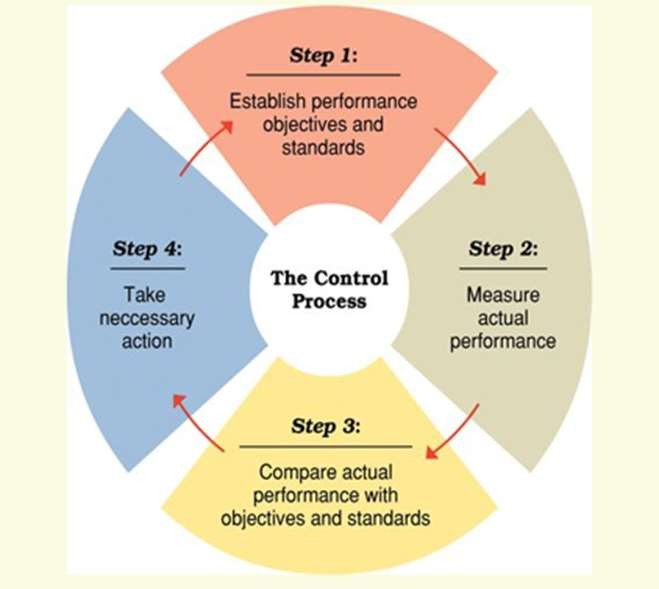 Step 1:
Establish performance
objectives and
standards
Step 4:
Take
neccessary
action
The Control
Process
Step 2:
Measure
actual
performance
Step 3:
Compare actual
performance with
objectives and standards